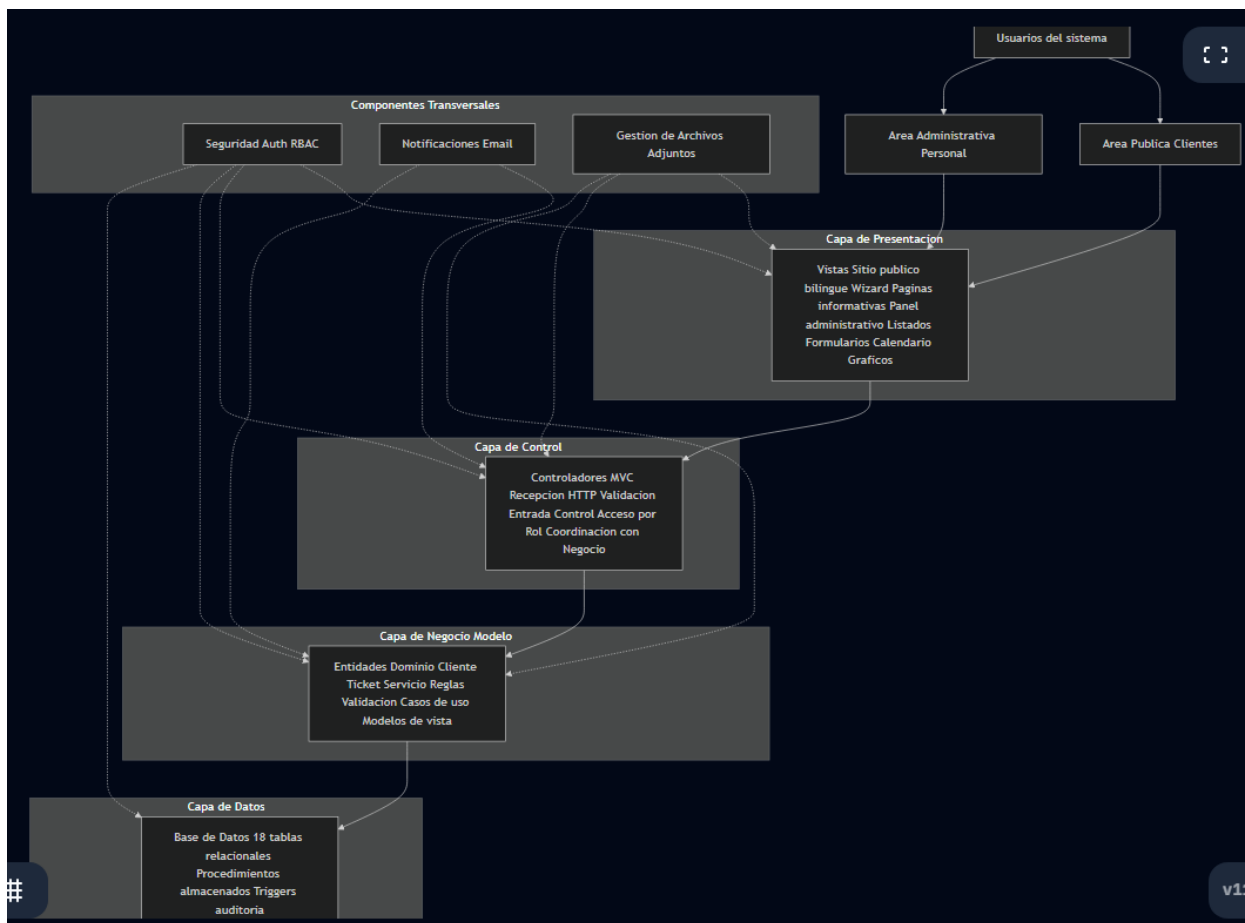 Usuarios del sistema
Componentes Transversales
Seguridad Auth RBAC
Notificaciones Email
Gestion de Archivos
Adjuntos
Area Administrativa
Personal
Area Publica Clientes
Capa de Presentacion
Vistas Sitio publico
bilingue Wizard Paginas
informativas Panel
administrativo Listados
Formularios Calendario
Graficos
Capa de Control
Controladores MVC
Recepcion HTTP Validacion
Entrada Control Acceso por
Rol Coordinacion con
Negocio
Capa de Negocio Modelo
Entidades Dominio Cliente
Ticket Servicio Reglas
Validacion Casos de uso
Modelos de vista
Capa de Datos
Base de Datos 18 tablas
relacionales
Procedimientos
almacenados Triggers
auditoría